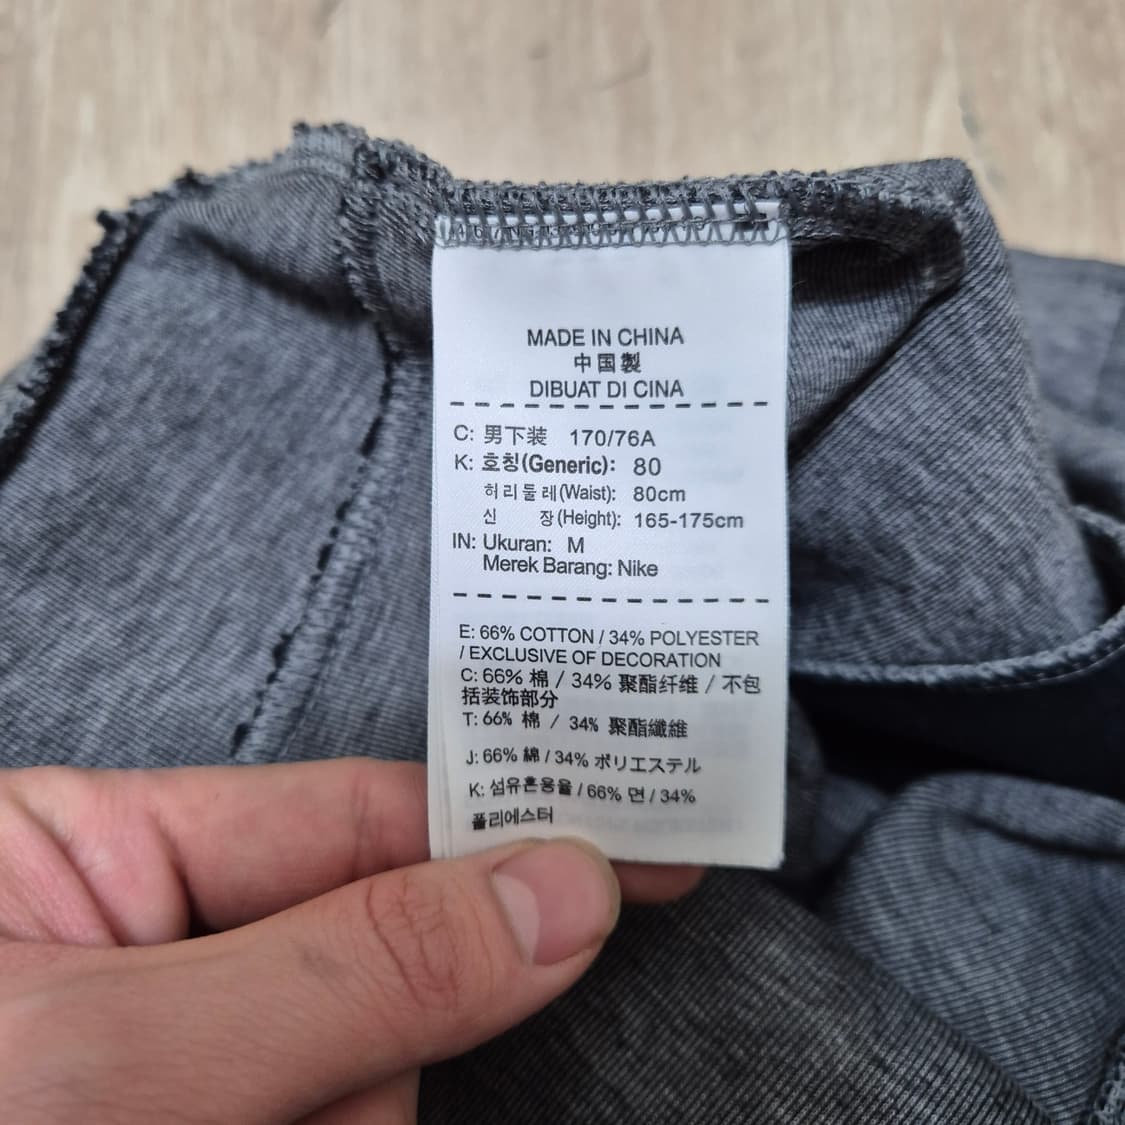 MADE IN CHINA
中国製
DIBUAT DI CINA
C: 男下装 170/76A
K: 호칭(Generic): 80
허리둘레(Waist): 80cm
신 장(Height): 165-175cm
IN: Ukuran: M
Merek Barang: Nike
E: 66% COTTON / 34% POLYESTER
/ EXCLUSIVE OF DECORATION
C: 66% 棉 / 34% 聚酯纤维 / 不包
括装饰部分
T: 66% 棉 / 34% 聚酯纖維
J: 66% 綿 / 34% ポリエステル
K: 섬유혼용율 / 66% 면 / 34%
폴리에스터